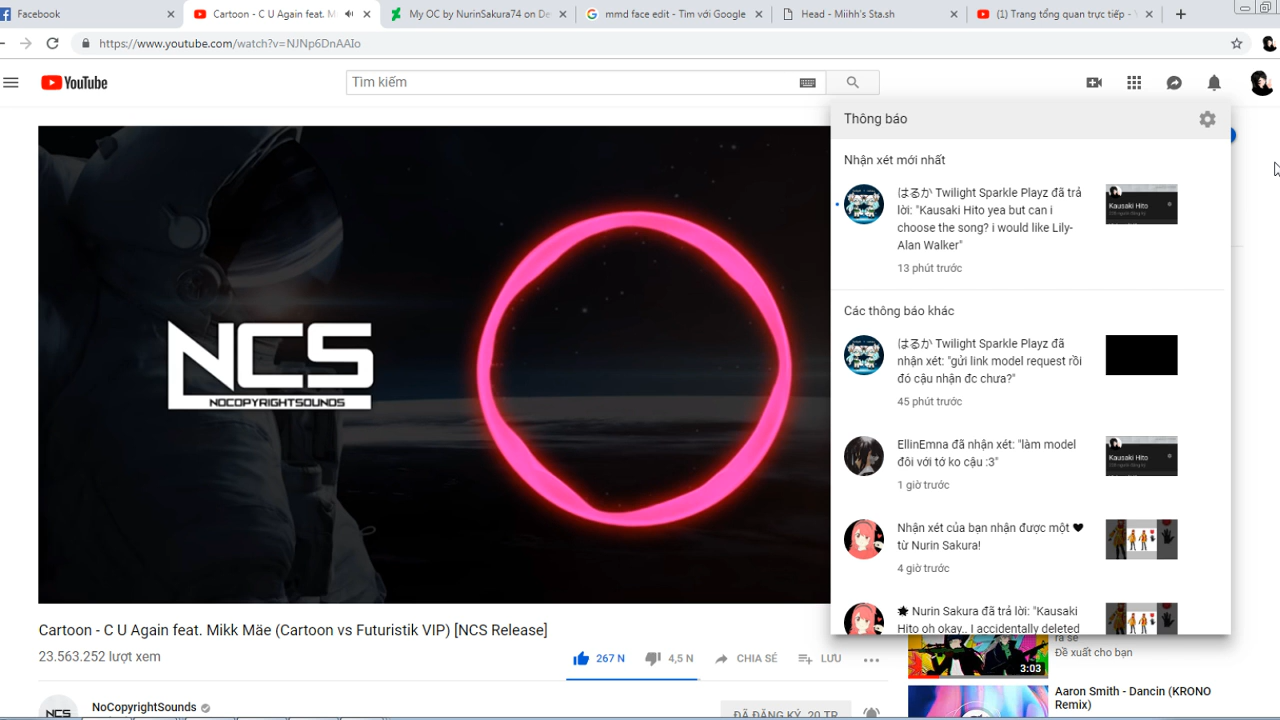 Facebook
Cartoon - C U Again feat. M
My OCs by NurinSakura74 on De
mmd face edit - Tìm với Google
Head - Miihh's Sta.sh
(1) Trang tổng quan trực tiếp -
https://www.youtube.com/watch?v=NJNp6DnAAIo
YouTube
Tìm kiếm
Thông báo
Nhận xét mới nhất
はるか Twilight Sparkle Playz đã trả
lời: "Kausaki Hito yea but can i
choose the song? i would like Lily-
Alan Walker"
13 phút trước
Kausaki Hito
Các thông báo khác
はるか Twilight Sparkle Playz đã
nhận xét: "gửi link model request rồi
đó cậu nhận đc chưa?"
45 phút trước
EllinEmna đã nhận xét: "làm model
đôi với tớ ko cậu :3"
1 giờ trước
Kausaki Hito
Nhận xét của bạn nhận được một ♥
từ Nurin Sakura!
4 giờ trước
★ Nurin Sakura đã trả lời: "Kausaki
Hito oh okay.. I accidentally deleted
NCS
NOCOPYRIGHTSOUNDS
Cartoon - C U Again feat. Mikk Mäe (Cartoon vs Futuristik VIP) [NCS Release]
23.563.252 lượt xem
267 N
4,5 N
CHIA SẺ
LƯU
Đề xuất cho bạn
3:03
NCS
NoCopyrightSounds
ĐÃ ĐĂNG KÝ 20 TR
Aaron Smith - Dancin (KRONO
Remix)